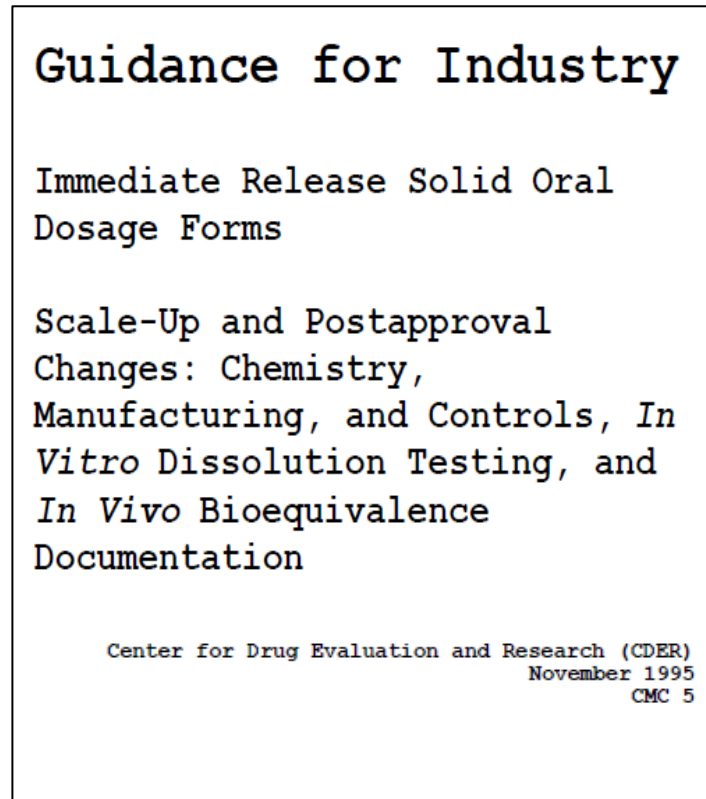 Guidance for Industry
Immediate Release Solid Oral
Dosage Forms
Scale-Up and Postapproval
Changes: Chemistry,
Manufacturing, and Controls, In
Vitro Dissolution Testing, and
In Vivo Bioequivalence
Documentation
Center for Drug Evaluation and Research (CDER)
November 1995
CMC 5